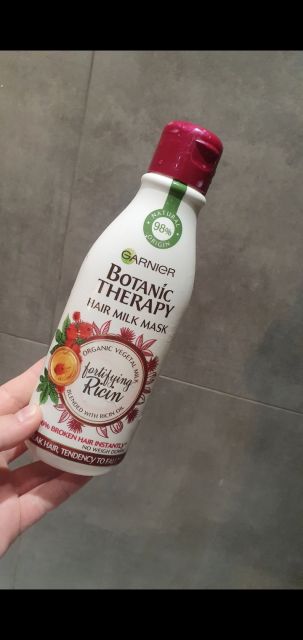 NATURAL
98%
ORIGIN
GARNIER
BOTANIC
THERAPY
HAIR MILK MASK
ORGANIC VEGETAL MILK
fortifying
Ricin
BLENDED WITH RICIN OIL
BROKEN HAIR INSTANTLY
NO WEIGH DOWN
HAIR, TENDENCY TO